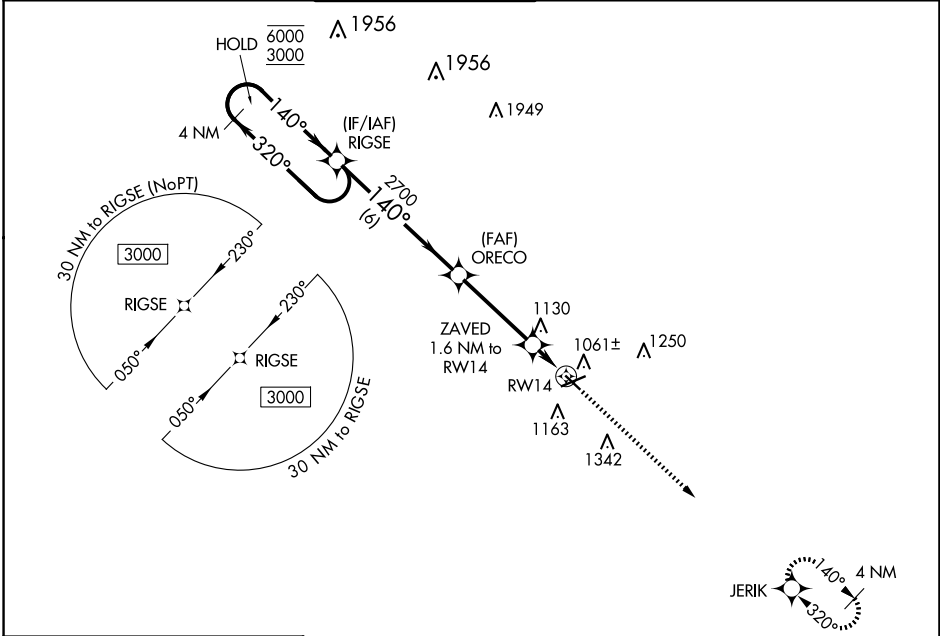 HOLD
6000
3000
1956
1956
1949
4 NM
140°
320°
(IF/IAF)
RIGSE
2700
140°
(6)
30 NM to RIGSE (NoPT)
3000
230°
RIGSE
050°
(FAF)
ORECO
230°
RIGSE
3000
050°
30 NM to RIGSE
ZAVED
1.6 NM to
RW14
1130
1061±
1250
RW14
1163
1342
JERIK
140°
4 NM
320°